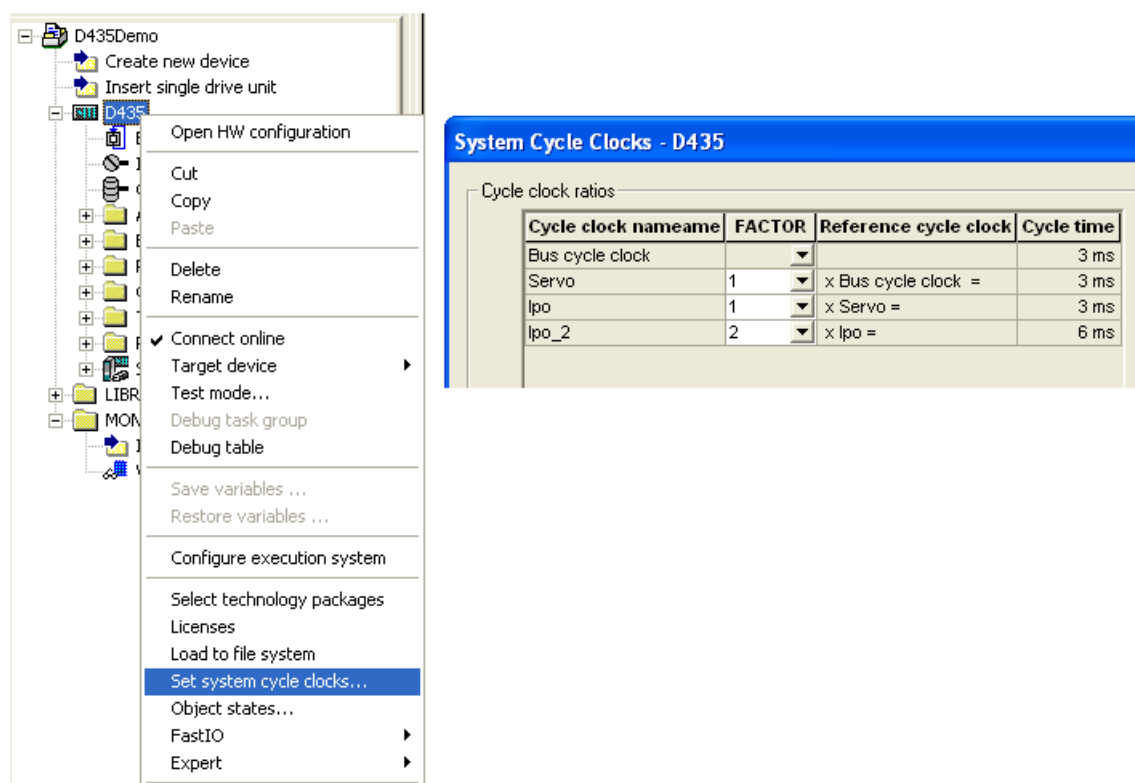 D435Demo
Create new device
Insert single drive unit
D435
LIBR
MON
Open HW configuration
Cut
Copy
Paste
Delete
Rename
Connect online
Target device
Test mode...
Debug task group
Debug table
Save variables ...
Restore variables ...
Configure execution system
Select technology packages
Licenses
Load to file system
Set system cycle clocks...
Object states...
FastIO
Expert
System Cycle Clocks - D435
Cycle clock ratios
Cycle clock nameame FACTOR Reference cycle clock Cycle time
Bus cycle clock 3 ms
Servo 1 x Bus cycle clock = 3 ms
Ipo 1 x Servo = 3 ms
Ipo_2 2 x Ipo = 6 ms